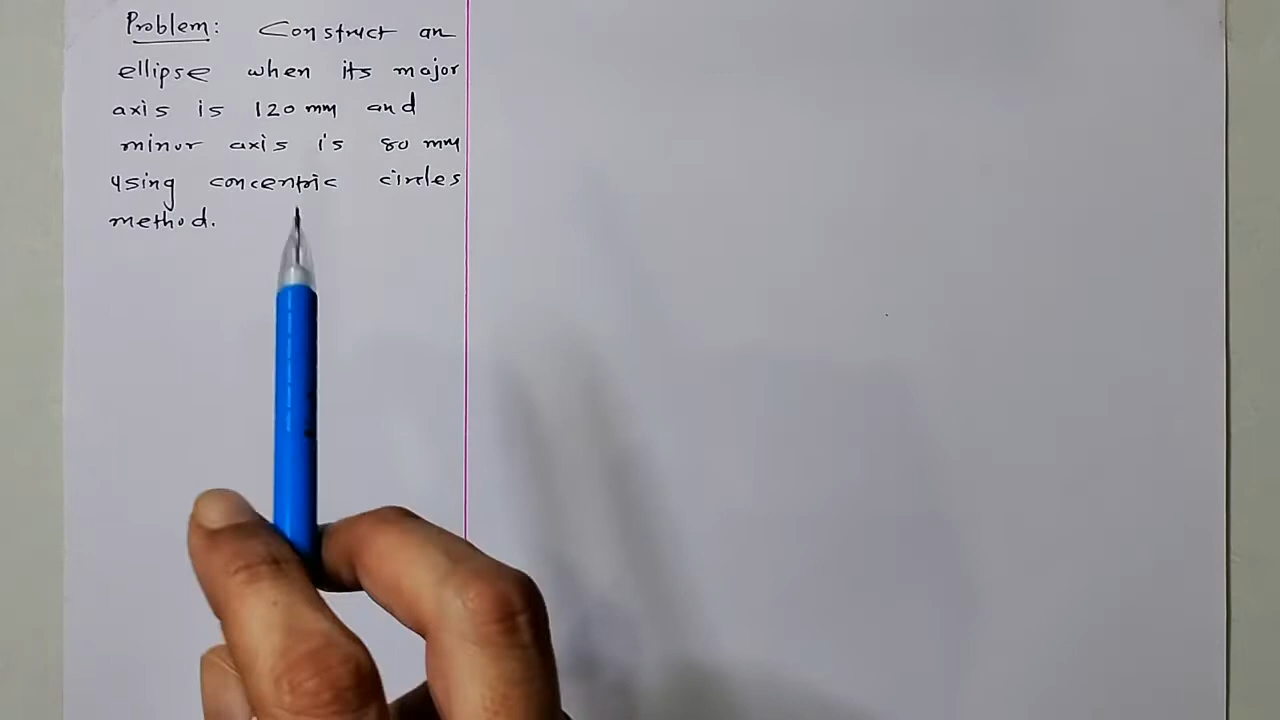 Problem: Construct an
ellipse when its major
axis is 120 mm and
minor axis is 80 mm
using concentric circles
method.